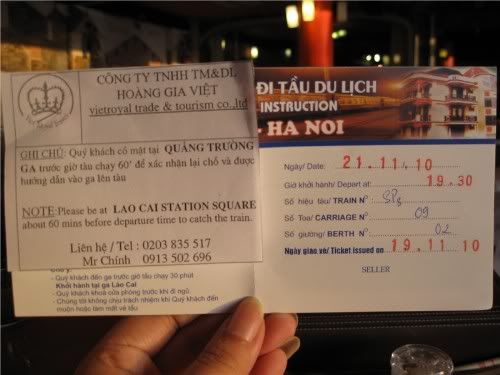 CÔNG TY TNHH TM&DL
HOÀNG GIA VIỆT
vietroyal trade & tourism co.,ltd
GHI CHÚ: Quý khách có mặt tại QUẢNG TRƯỜNG
GA trước giờ tàu chạy 60' để xác nhận lại chỗ và được
hướng dẫn vào ga lên tàu
NOTE:Please be at LAO CAI STATION SQUARE
about 60 mins before departure time to catch the train.
Liên hệ / Tel : 0203 835 517
Mr Chính 0913 502 696
- Quý khách đến ga trước giờ tầu chạy 30 phút
Khởi hành tại ga Lào Cai
- Quý khách khoá cửa phòng trước khi đi ngủ.
- Chúng tôi không chịu trách nhiệm khi Quý khách đến
muộn hoặc làm mất vé tầu
ĐI TẦU DU LỊCH
INSTRUCTION
- HA NOI
Ngày/ Date: 21.11.10
Giờ khởi hành/ Depart at: 19.30
Số hiệu tàu/ TRAIN Nº: SP2
Số Toa/ CARRIAGE Nº: 09
Số giường/ BERTH Nº: 02
Ngày giao vé/ Ticket issued on 19.11 10
SELLER